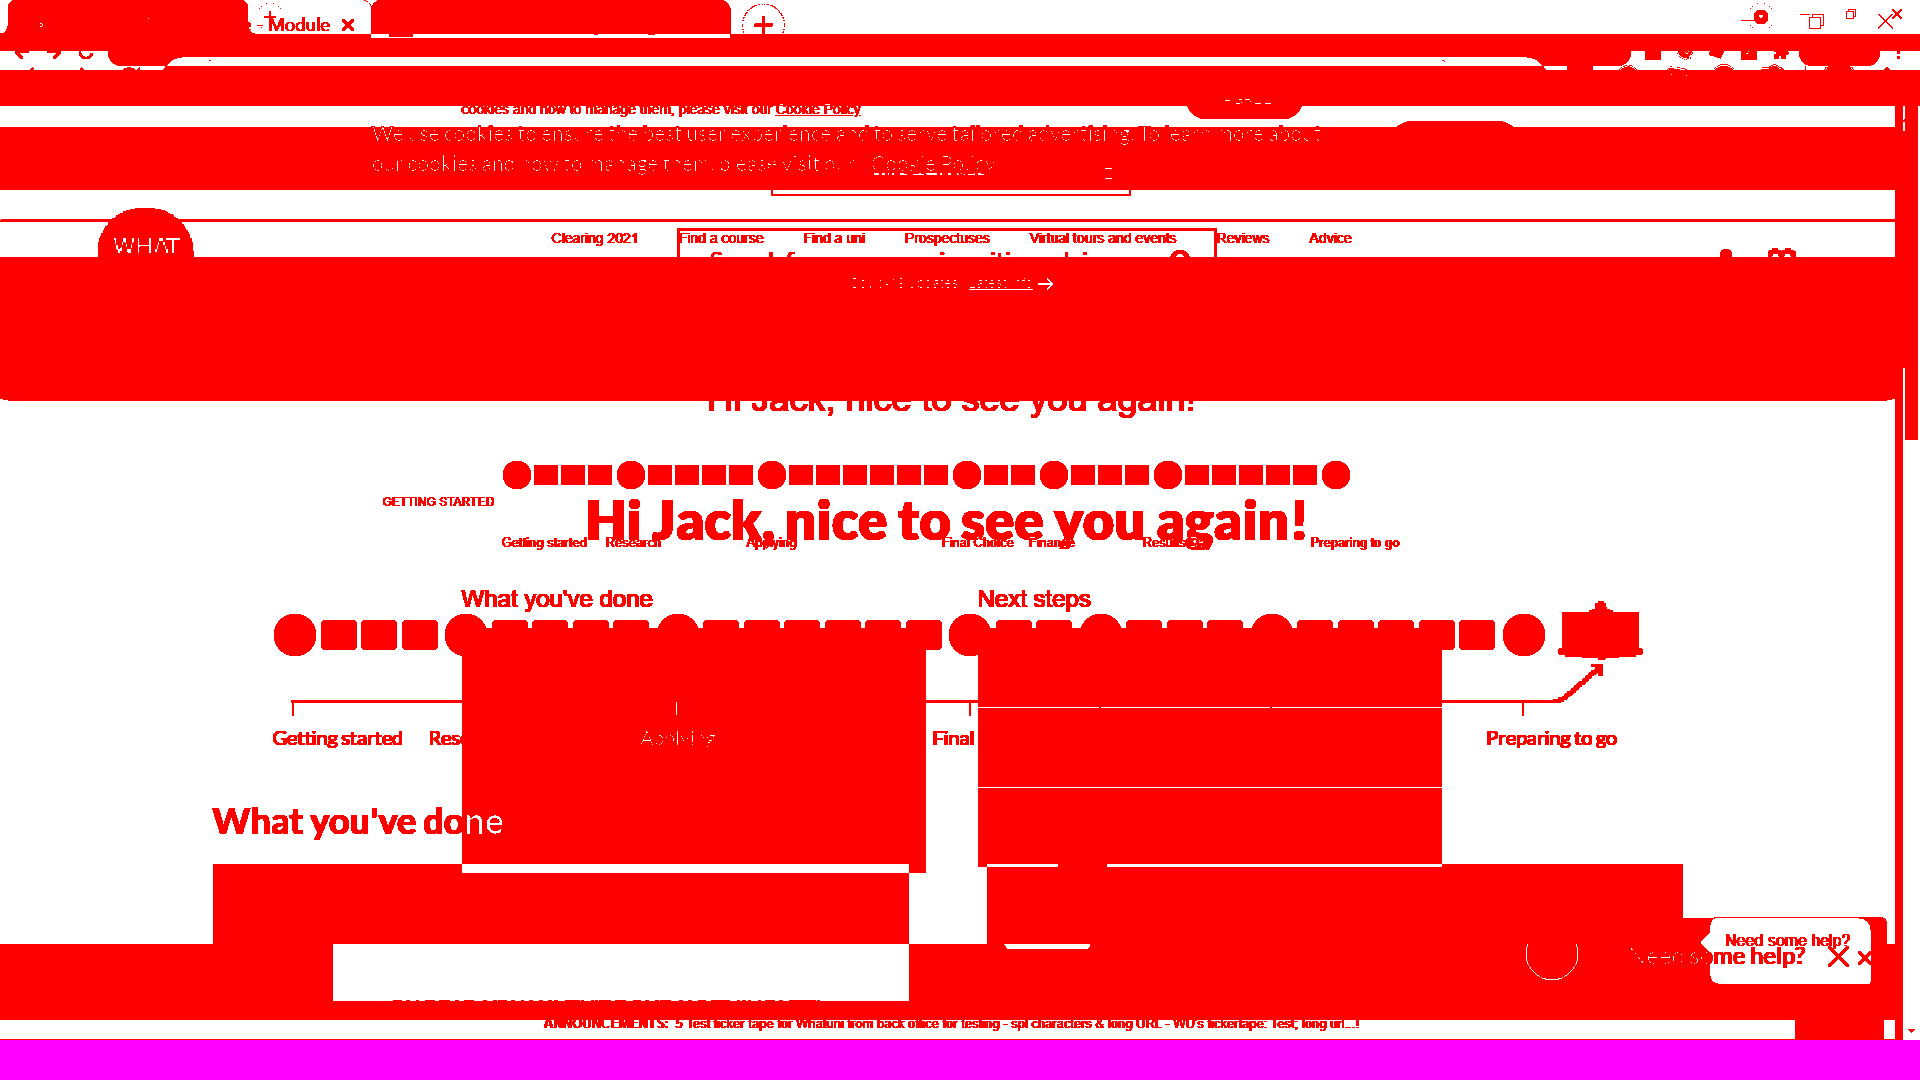 - Module
cookies and how to manage them, please visit our Cookie Policy
We use cookies to ensure the best user experience and to serve tailored advertising. To learn more about
our cookies and how to manage them please visit our Cookie Policy
WHAT
Clearing 2021 Find a course Find a uni Prospectuses Virtual tours and events Reviews Advice
Latest info →
Hi Jack, nice to see you again!
GETTING STARTED
Hi Jack, nice to see you again!
Getting started Research Applying Final Choice Finance Preparing to go
What you've done Next steps
Getting started Applying Final Preparing to go
What you've done
Need some help?
Need some help?
ANNOUNCEMENTS: 5 Test ticker tape for Whatuni from back office for testing - spl characters & long URL - WU's tickertape: Test; long url...!